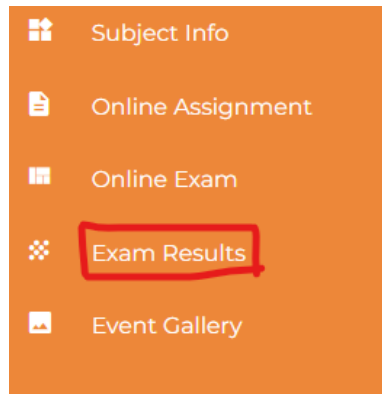 Subject Info
Online Assignment
Online Exam
Exam Results
Event Gallery